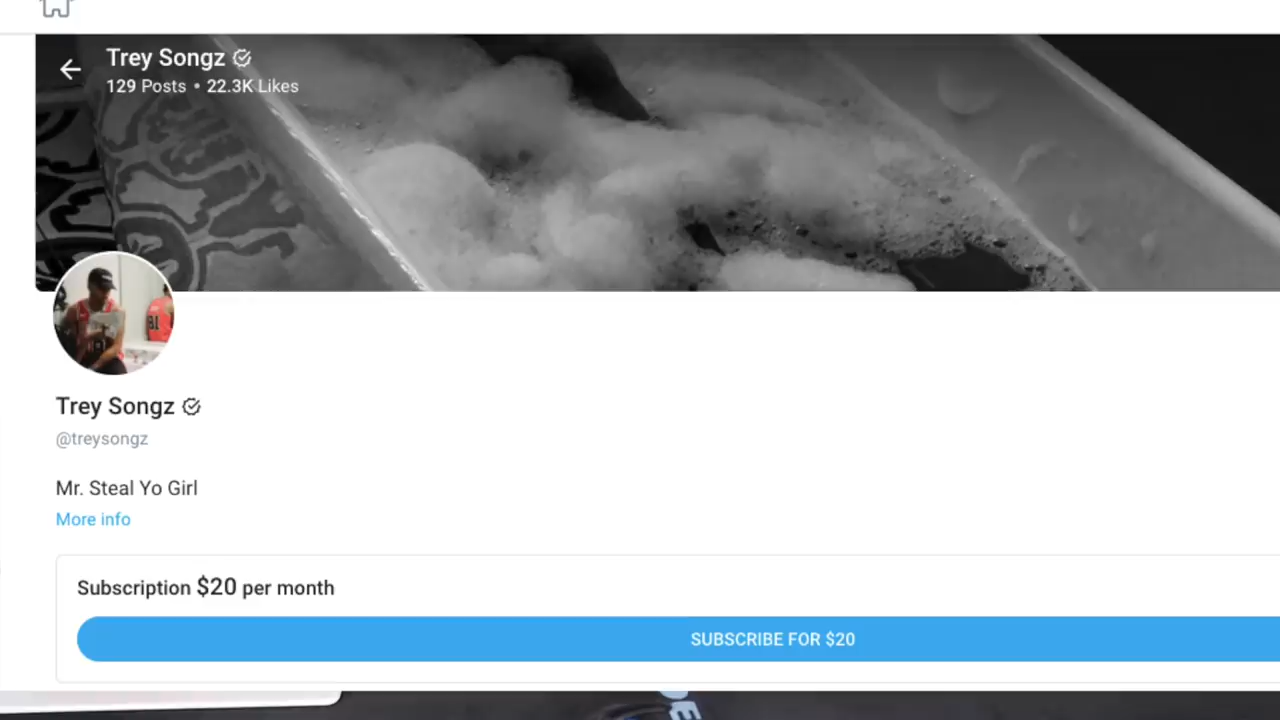 Trey Songz
129 Posts • 22.3K Likes
81
Trey Songz
@treysongz
Mr. Steal Yo Girl
More info
Subscription $20 per month
SUBSCRIBE FOR $20